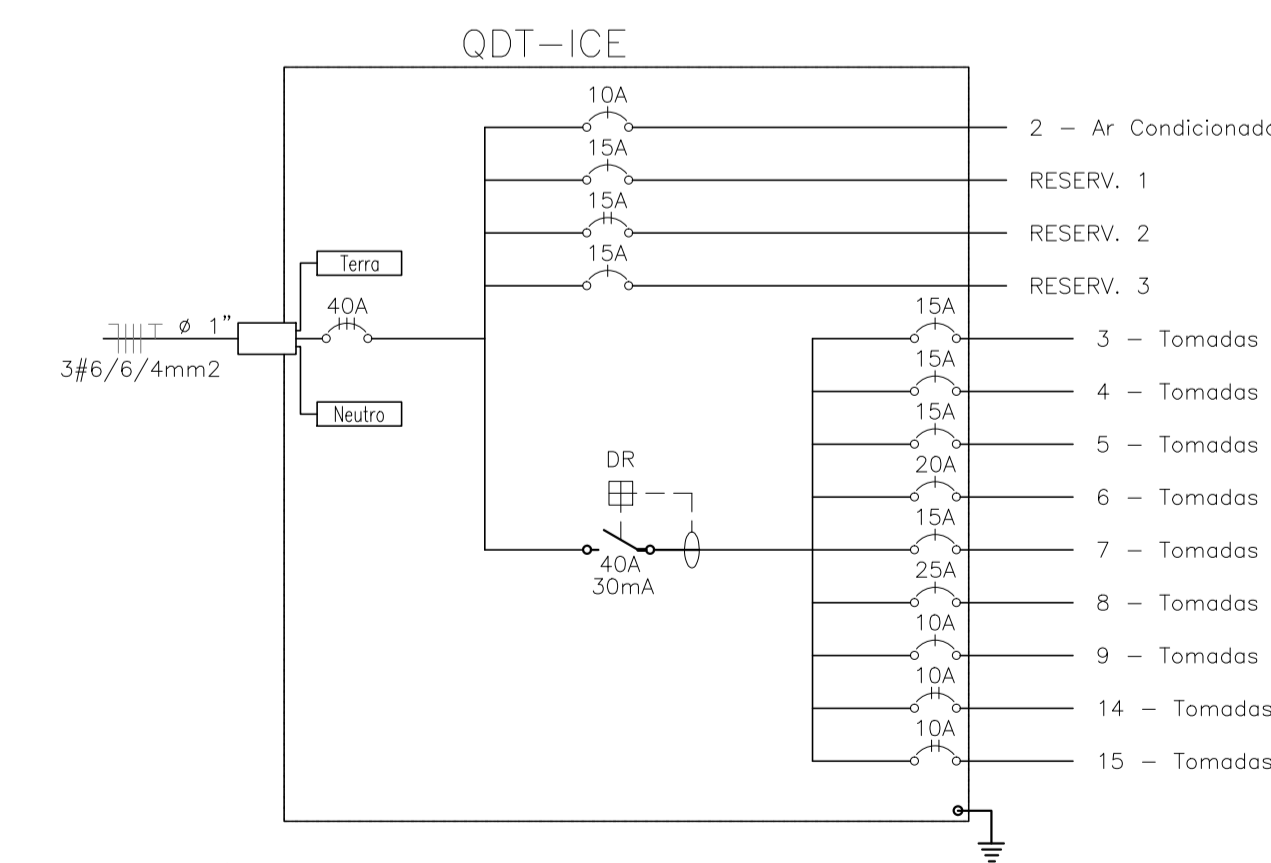 QDT-ICE
10A
2 - Ar Condicionado
15A
RESERV. 1
15A
RESERV. 2
15A
RESERV. 3
Terra
40A
ø 1"
3#6/6/4mm2
Neutro
15A
3 - Tomadas
15A
4 - Tomadas
15A
5 - Tomadas
20A
6 - Tomadas
15A
7 - Tomadas
25A
8 - Tomadas
10A
9 - Tomadas
10A
14 - Tomadas
10A
15 - Tomadas
DR
40A
30mA